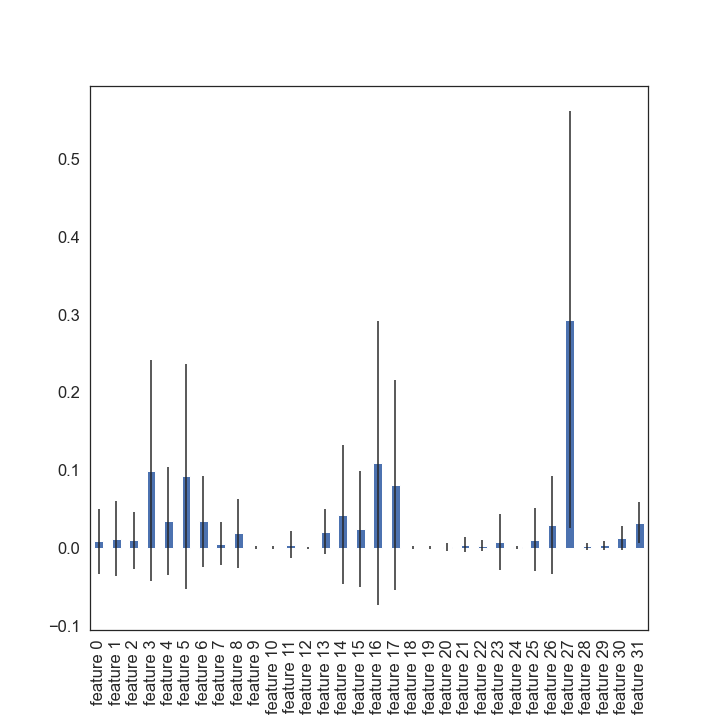 0.5
0.4
0.3
0.2
0.1
0.0
−0.1
feature 0
feature 1
feature 2
feature 3
feature 4
feature 5
feature 6
feature 7
feature 8
feature 9
feature 10
feature 11
feature 12
feature 13
feature 14
feature 15
feature 16
feature 17
feature 18
feature 19
feature 20
feature 21
feature 22
feature 23
feature 24
feature 25
feature 26
feature 27
feature 28
feature 29
feature 30
feature 31